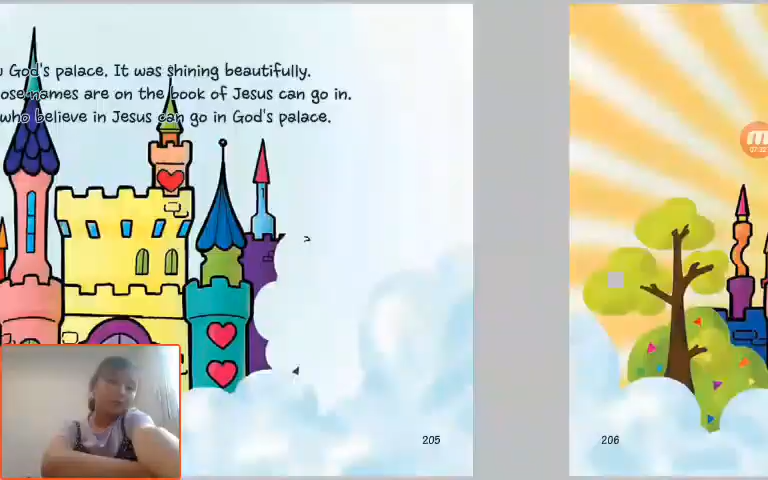 God's palace. It was shining beautifully.
names are on the book of Jesus can go in.
who believe in Jesus can go in God's palace.
205
206